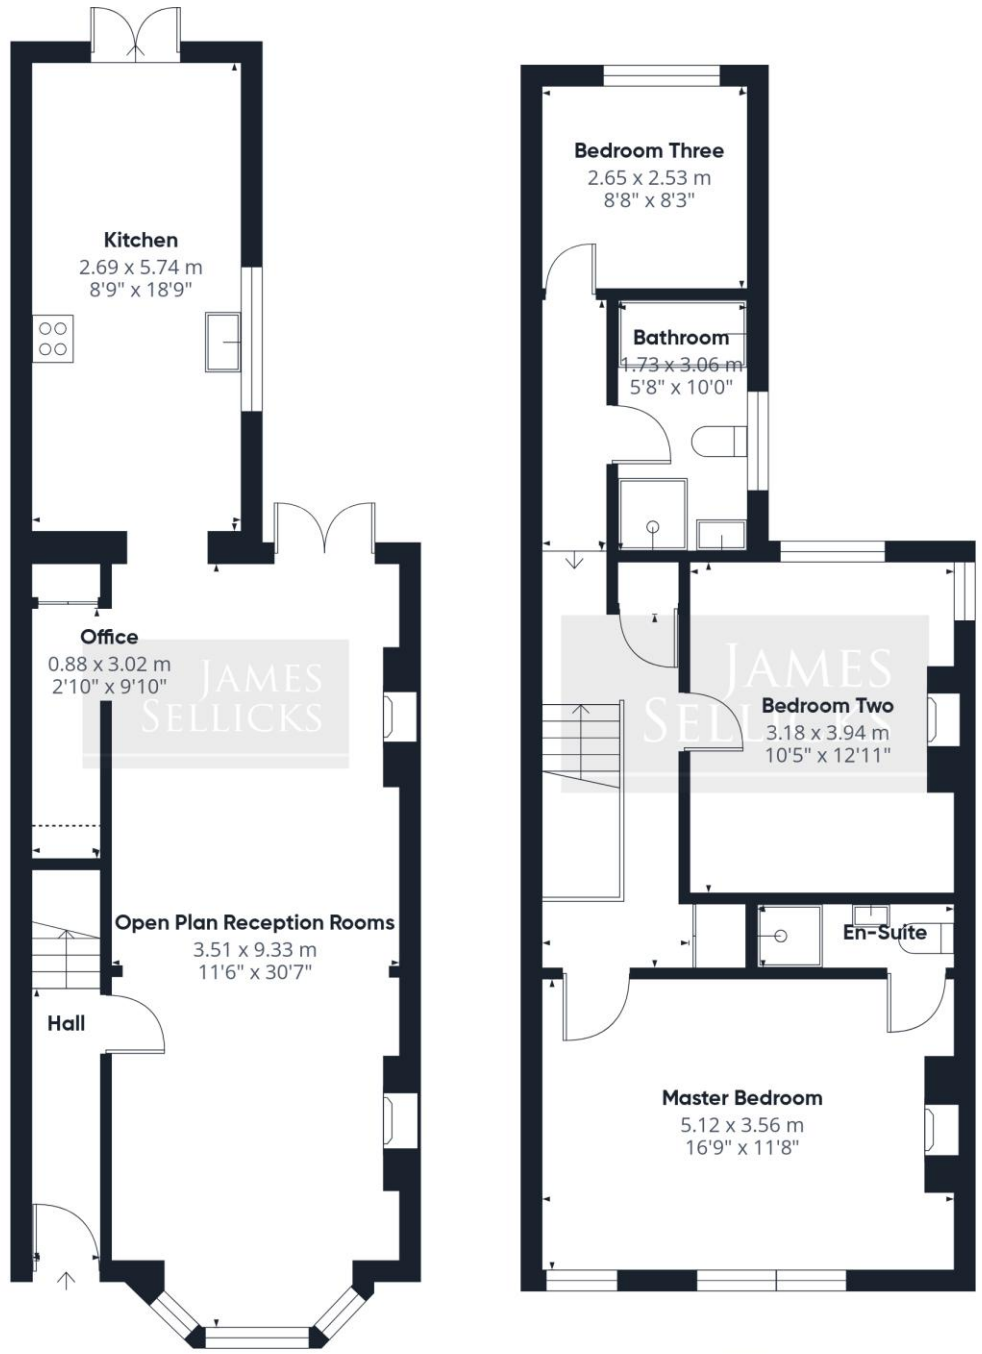 Kitchen
2.69 x 5.74 m
8'9" x 18'9"
Office
0.88 x 3.02 m
2'10" x 9'10"
JAMES
SELLICKS
Open Plan Reception Rooms
3.51 x 9.33 m
11'6" x 30'7"
Hall
Bedroom Three
2.65 x 2.53 m
8'8" x 8'3"
Bathroom
1.73 x 3.06 m
5'8" x 10'0"
JAMES
SELLICKS
Bedroom Two
3.18 x 3.94 m
10'5" x 12'11"
En-Suite
Master Bedroom
5.12 x 3.56 m
16'9" x 11'8"